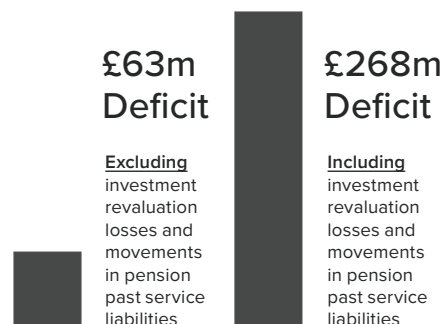 £63m
Deficit
Excluding
investment
revaluation
losses and
movements
in pension
past service
liabilities
£268m
Deficit
Including
investment
revaluation
losses and
movements
in pension
past service
liabilities